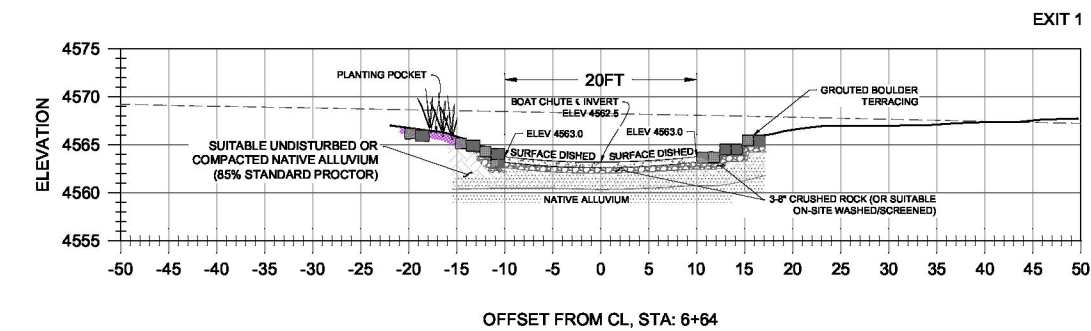 EXIT 1
4575
4570
4565
4560
4555
ELEVATION
PLANTING POCKET
20FT
BOAT CHUTE ℄ INVERT
ELEV 4562.5
GROUTED BOULDER
TERRACING
ELEV 4563.0
ELEV 4563.0
SUITABLE UNDISTURBED OR
COMPACTED NATIVE ALLUVIUM
(85% STANDARD PROCTOR)
SURFACE DISHED
SURFACE DISHED
NATIVE ALLUVIUM
3-8" CRUSHED ROCK (OR SUITABLE
ON-SITE WASHED/SCREENED)
-50 -45 -40 -35 -30 -25 -20 -15 -10 -5 0 5 10 15 20 25 30 35 40 45 50
OFFSET FROM CL, STA: 6+64